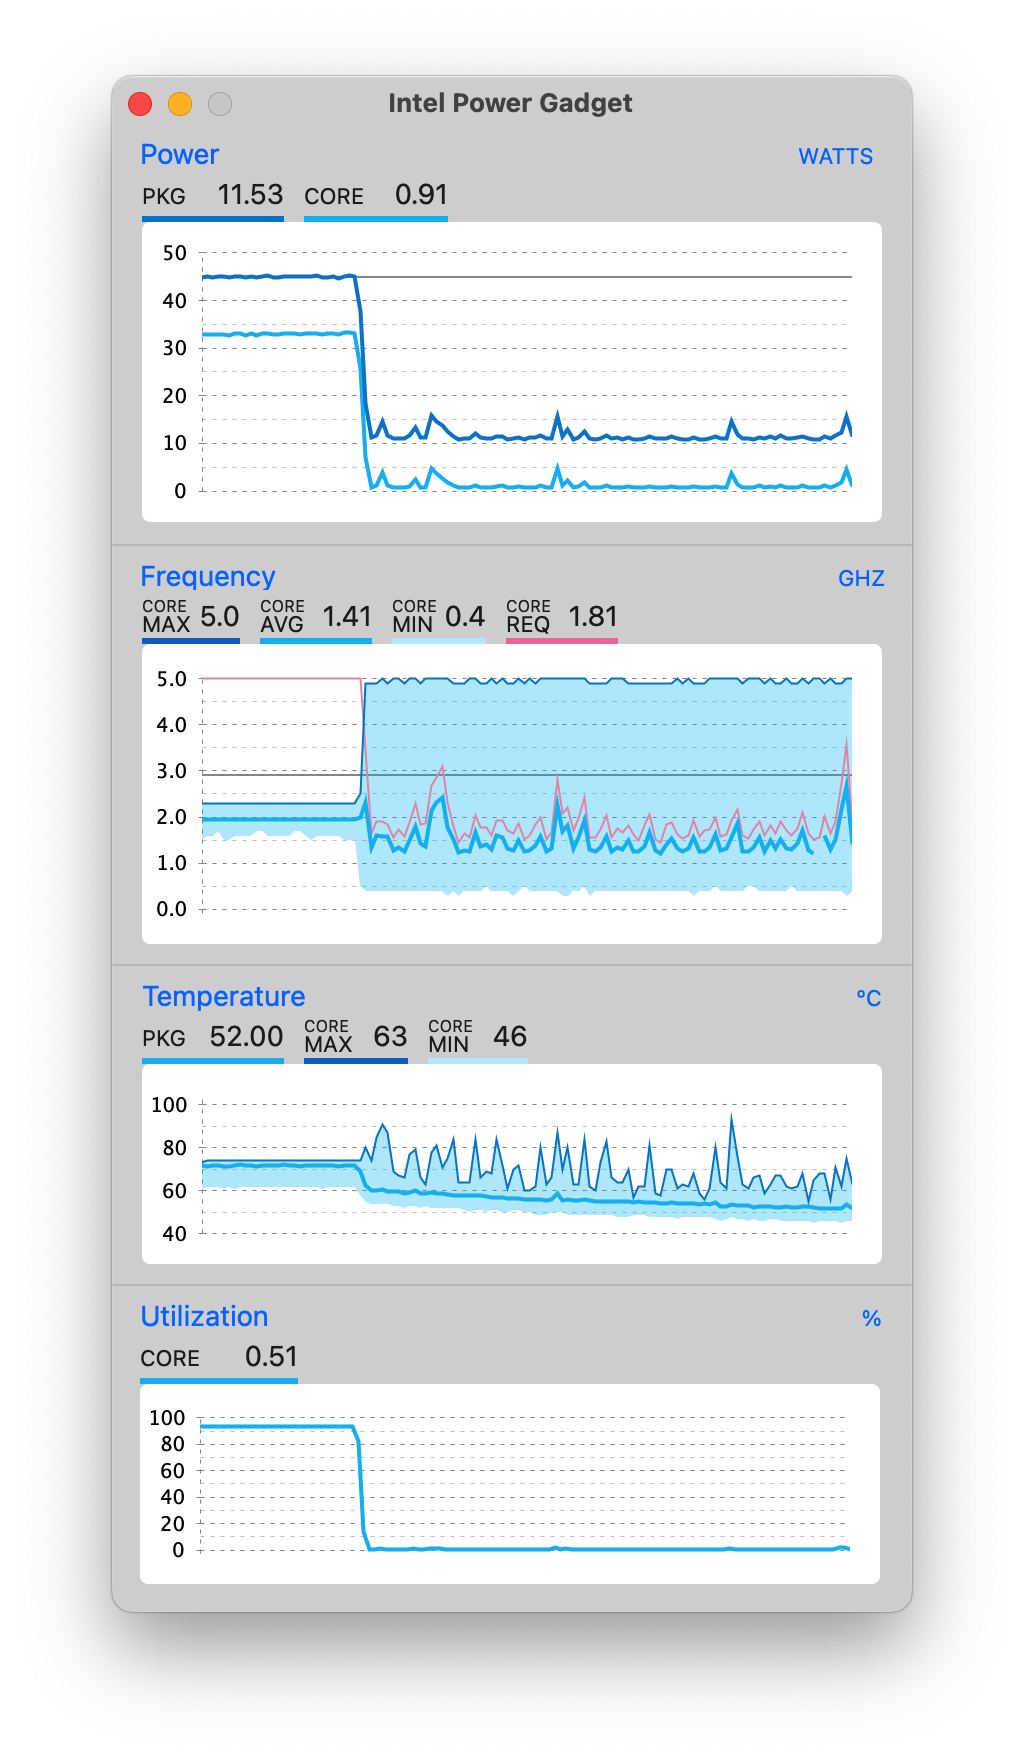 Intel Power Gadget
Power WATTS
PKG 11.53 CORE 0.91
50
40
30
20
10
0
Frequency GHZ
CORE MAX 5.0 CORE AVG 1.41 CORE MIN 0.4 CORE REQ 1.81
5.0
4.0
3.0
2.0
1.0
0.0
Temperature °C
PKG 52.00 CORE MAX 63 CORE MIN 46
100
80
60
40
Utilization %
CORE 0.51
100
80
60
40
20
0